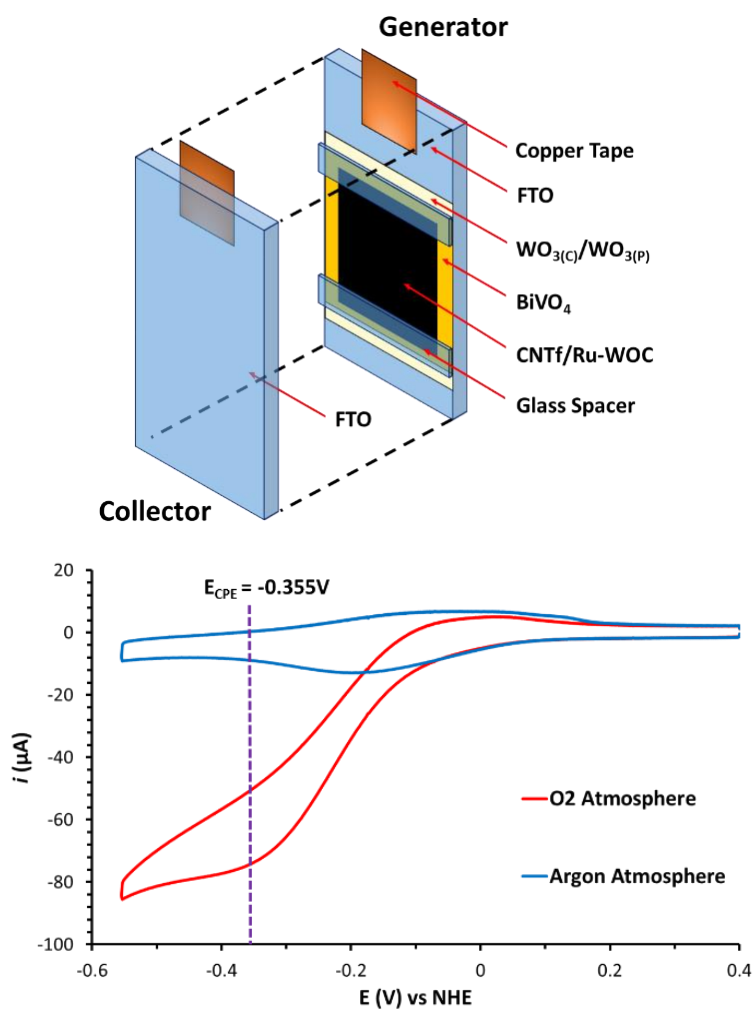 Generator
Copper Tape
FTO
WO3(C)/WO3(P)
BiVO4
CNTf/Ru-WOC
Glass Spacer
FTO
Collector
ECPE = -0.355V
20
0
-20
-40
-60
-80
-100
i (µA)
O2 Atmosphere
Argon Atmosphere
-0.6
-0.4
-0.2
0
0.2
0.4
E (V) vs NHE